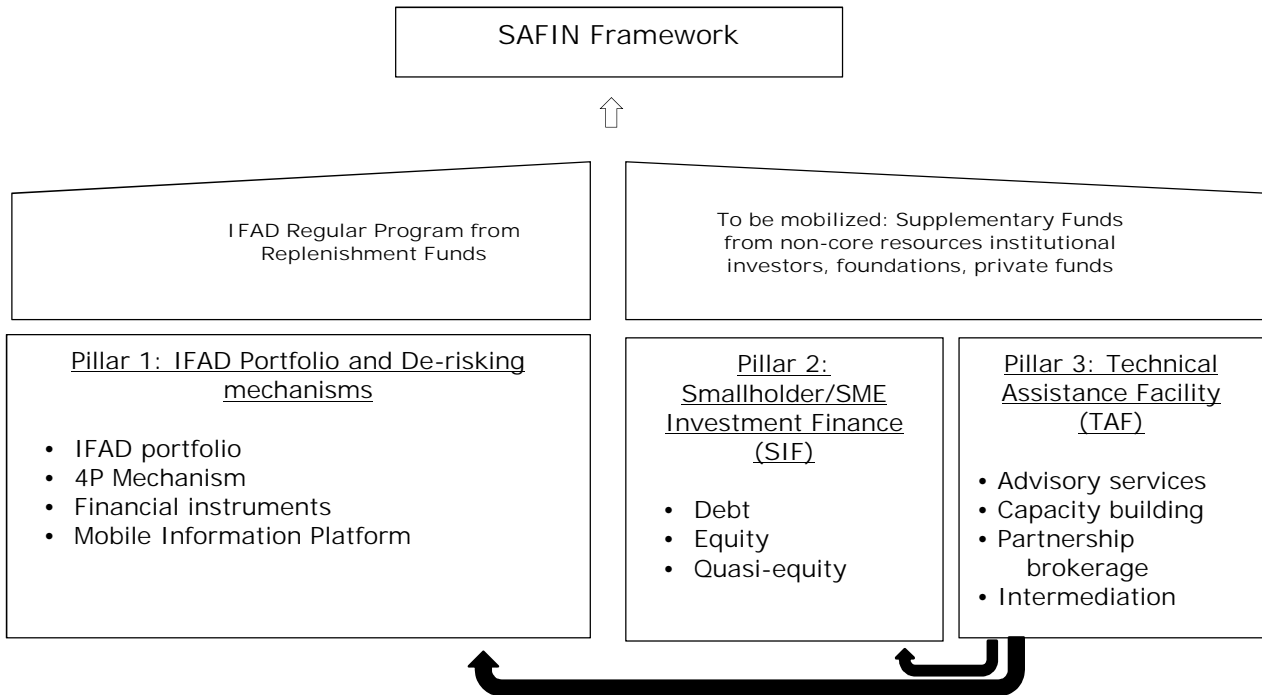 SAFIN Framework
IFAD Regular Program from
Replenishment Funds
To be mobilized: Supplementary Funds
from non-core resources institutional
investors, foundations, private funds
Pillar 1: IFAD Portfolio and De-risking
mechanisms
• IFAD portfolio
• 4P Mechanism
• Financial instruments
• Mobile Information Platform
Pillar 2:
Smallholder/SME
Investment Finance
(SIF)
• Debt
• Equity
• Quasi-equity
Pillar 3: Technical
Assistance Facility
(TAF)
• Advisory services
• Capacity building
• Partnership
brokerage
• Intermediation